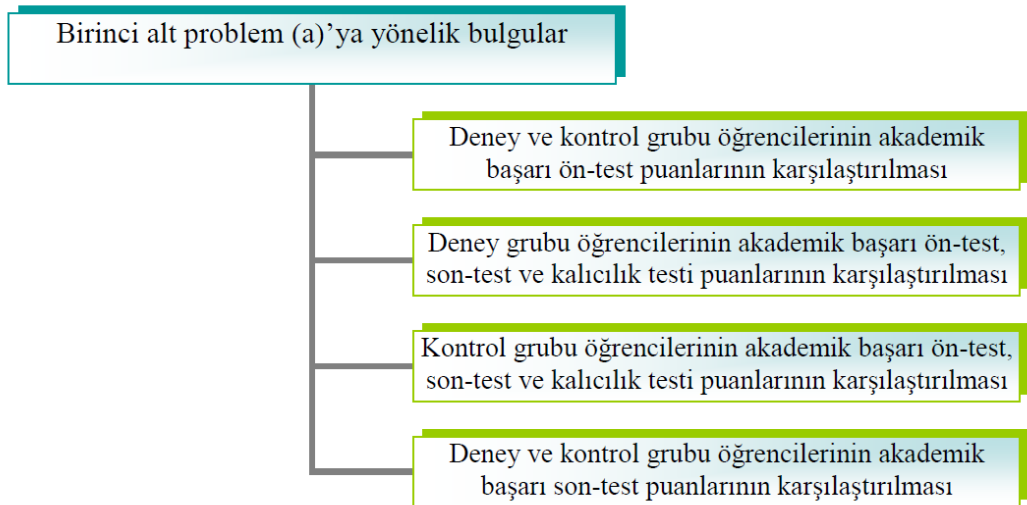 Birinci alt problem (a)’ya yönelik bulgular
Deney ve kontrol grubu öğrencilerinin akademik
başarı ön-test puanlarının karşılaştırılması
Deney grubu öğrencilerinin akademik başarı ön-test,
son-test ve kalıcılık testi puanlarının karşılaştırılması
Kontrol grubu öğrencilerinin akademik başarı ön-test,
son-test ve kalıcılık testi puanlarının karşılaştırılması
Deney ve kontrol grubu öğrencilerinin akademik
başarı son-test puanlarının karşılaştırılması